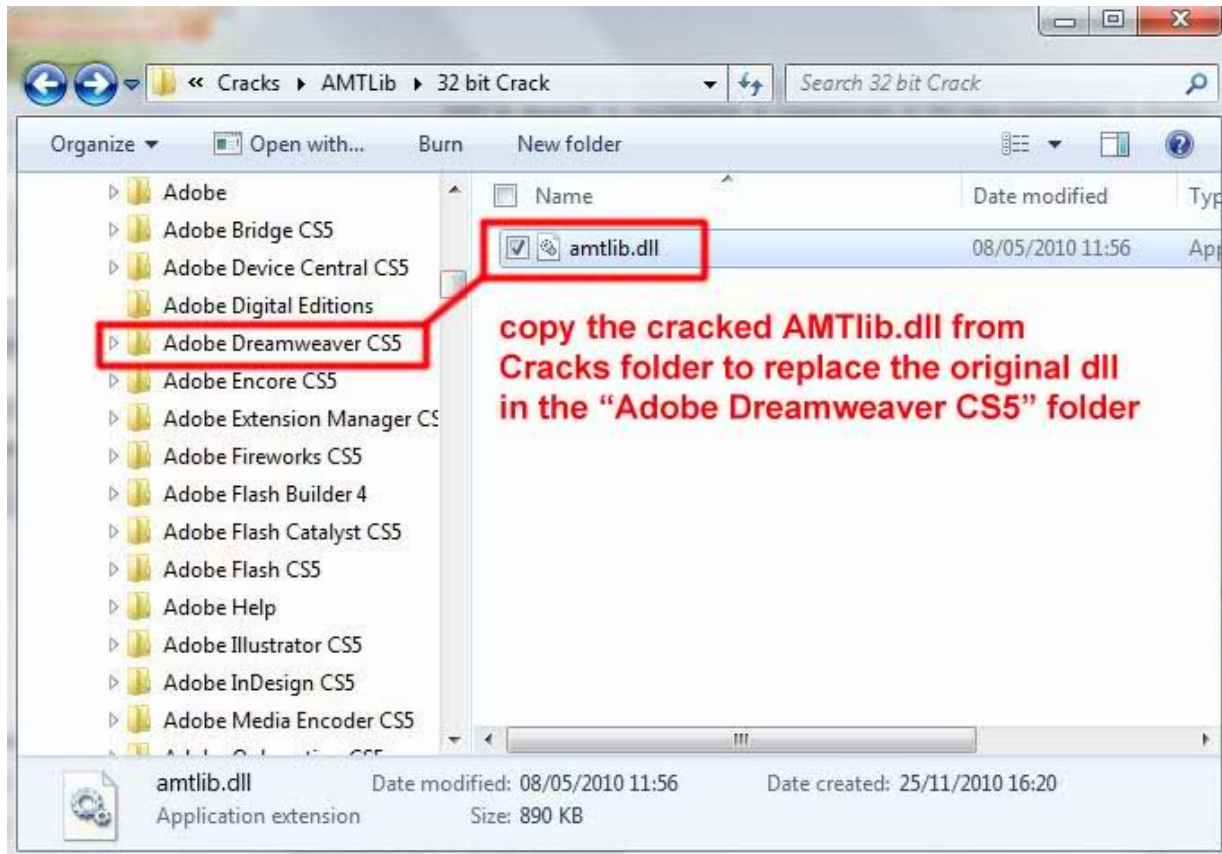 « Cracks ▸ AMTLib ▸ 32 bit Crack
Search 32 bit Crack
Organize
Open with...
Burn
New folder
Name
Date modified
Typ
Adobe
Adobe Bridge CS5
Adobe Device Central CS5
Adobe Digital Editions
Adobe Dreamweaver CS5
Adobe Encore CS5
Adobe Extension Manager CS
Adobe Fireworks CS5
Adobe Flash Builder 4
Adobe Flash Catalyst CS5
Adobe Flash CS5
Adobe Help
Adobe Illustrator CS5
Adobe InDesign CS5
Adobe Media Encoder CS5
amtlib.dll
08/05/2010 11:56
App
copy the cracked AMTlib.dll from
Cracks folder to replace the original dll
in the “Adobe Dreamweaver CS5” folder
amtlib.dll
Date modified: 08/05/2010 11:56
Date created: 25/11/2010 16:20
Application extension
Size: 890 KB